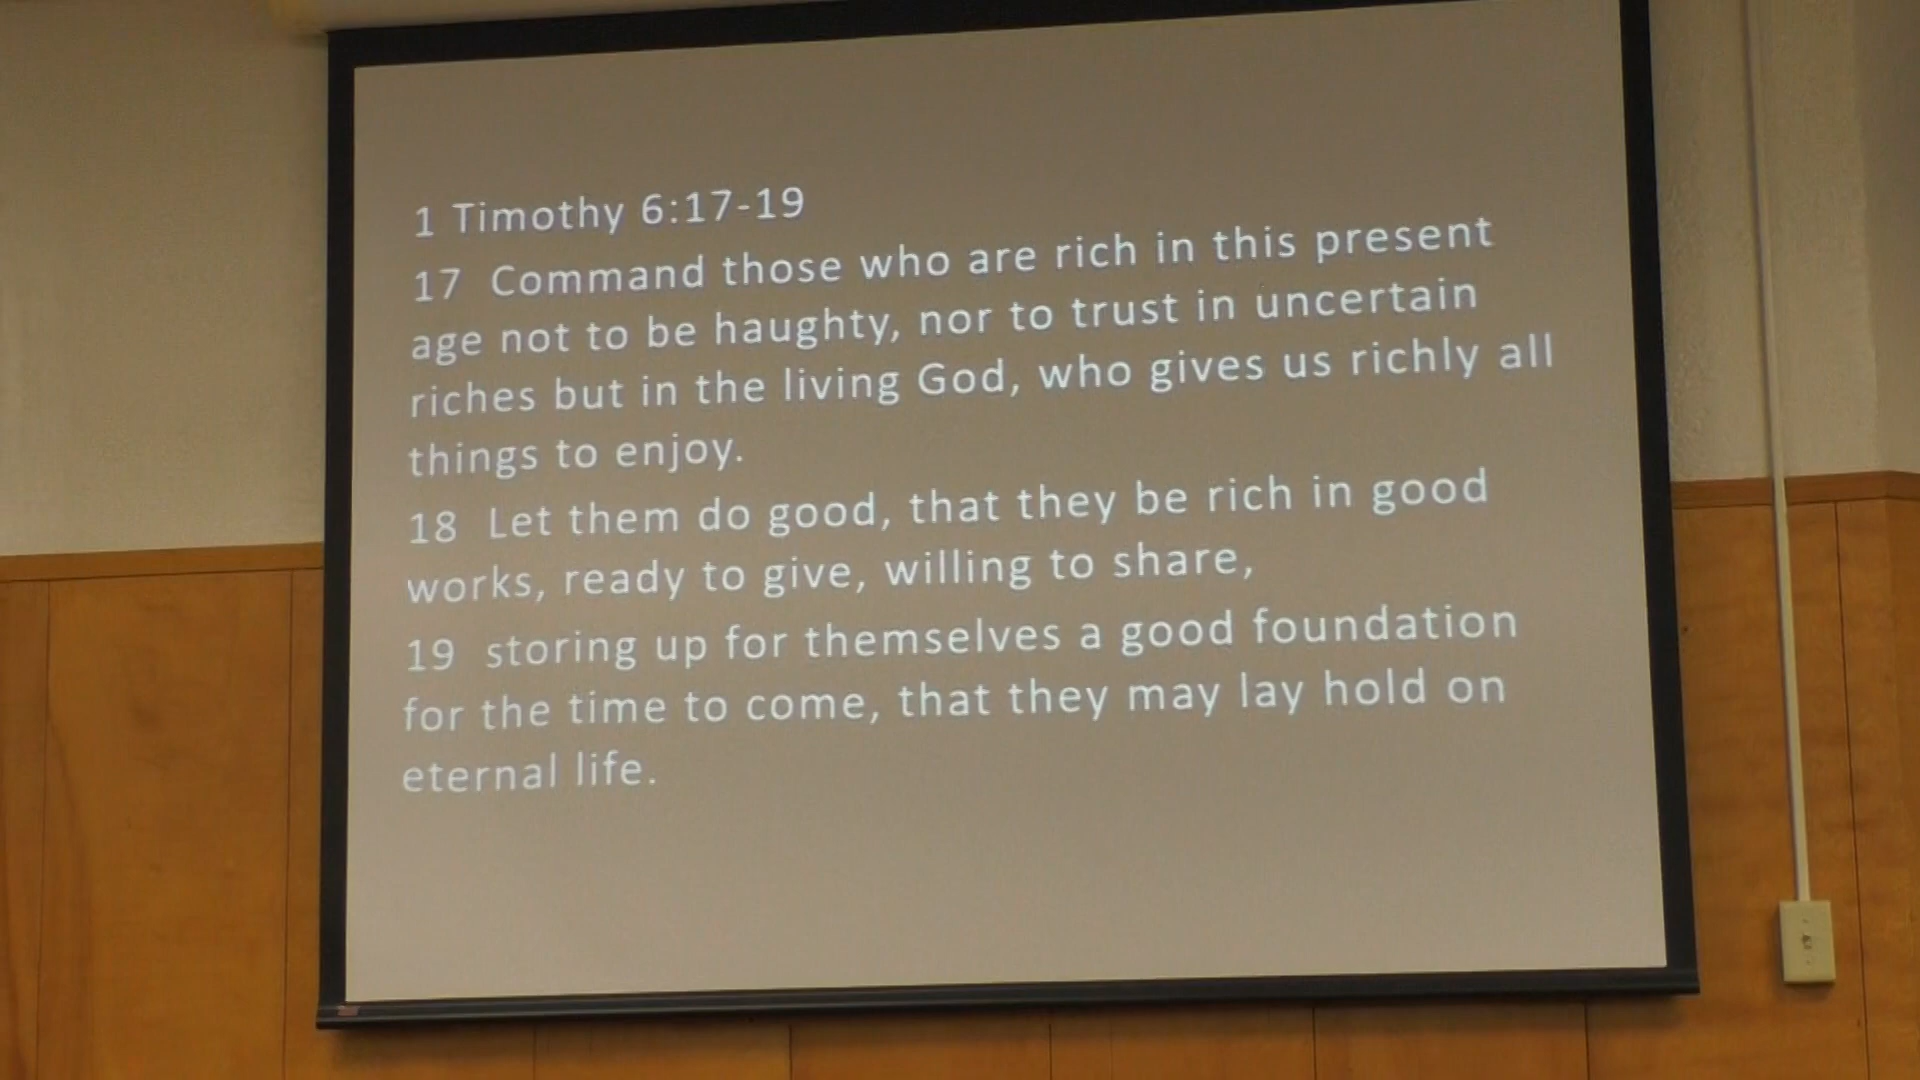 1 Timothy 6:17-19
17 Command those who are rich in this present
age not to be haughty, nor to trust in uncertain
riches but in the living God, who gives us richly all
things to enjoy.
18 Let them do good, that they be rich in good
works, ready to give, willing to share,
19 storing up for themselves a good foundation
for the time to come, that they may lay hold on
eternal life.